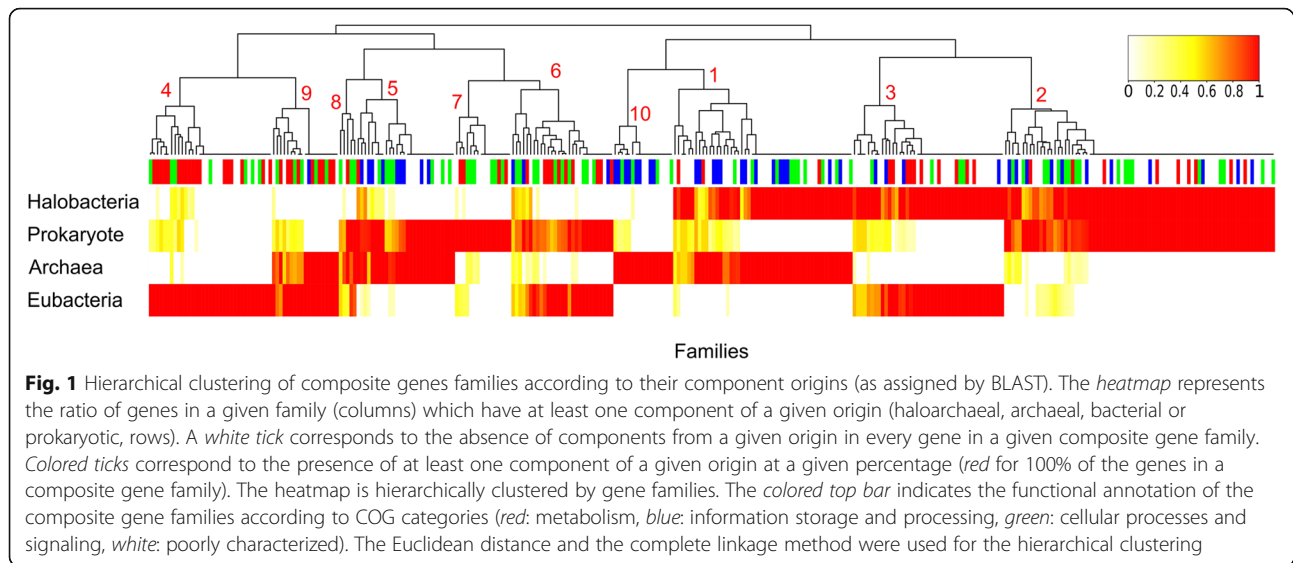 4
9
8
5
7
6
10
1
3
2
0 0.2 0.4 0.6 0.8 1
Halobacteria
Prokaryote
Archaea
Eubacteria
Families
Fig. 1 Hierarchical clustering of composite genes families according to their component origins (as assigned by BLAST). The heatmap represents
the ratio of genes in a given family (columns) which have at least one component of a given origin (haloarchaeal, archaeal, bacterial or
prokaryotic, rows). A white tick corresponds to the absence of components from a given origin in every gene in a given composite gene family.
Colored ticks correspond to the presence of at least one component of a given origin at a given percentage (red for 100% of the genes in a
composite gene family). The heatmap is hierarchically clustered by gene families. The colored top bar indicates the functional annotation of the
composite gene families according to COG categories (red: metabolism, blue: information storage and processing, green: cellular processes and
signaling, white: poorly characterized). The Euclidean distance and the complete linkage method were used for the hierarchical clustering